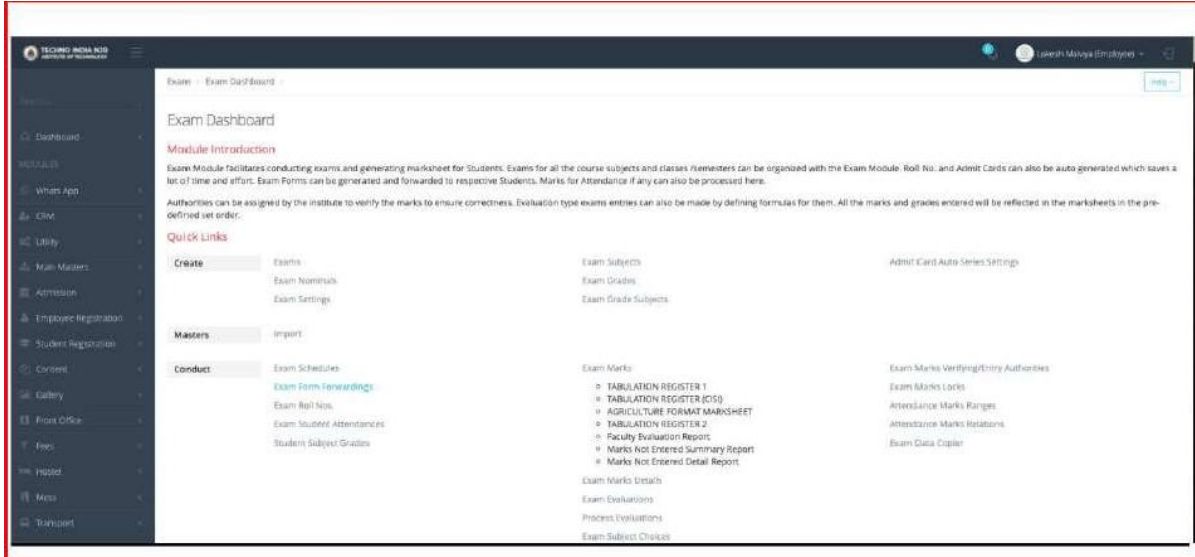 TECHNO INDIA NJR
INSTITUTE OF TECHNOLOGY
Lokesh Malviya (Employee)
Exam
Exam Dashboard
Help
Dashboard
MODULES
Whats App
CRM
Utility
Main Masters
Admission
Employee Registration
Student Registration
Content
Gallery
Front Office
Fees
Hostel
Mess
Transport
Exam Dashboard
Module Introduction
Exam Module facilitates conducting exams and generating marksheet for Students. Exams for all the course subjects and classes /semesters can be organized with the Exam Module. Roll No. and Admit Cards can also be auto generated which saves a
lot of time and effort. Exam Forms can be generated and forwarded to respective Students. Marks for Attendance if any can also be processed here.
Authorities can be assigned by the institute to verify the marks to ensure correctness. Evaluation type exams entries can also be made by defining formulas for them. All the marks and grades entered will be reflected in the marksheets in the pre-
defined set order.
Quick Links
Create
Exams
Exam Subjects
Admit Card Auto Series Settings
Exam Nominals
Exam Grades
Exam Settings
Exam Grade Subjects
Masters
Import
Conduct
Exam Schedules
Exam Form Forwardings
Exam Roll Nos.
Exam Student Attendances
Student Subject Grades
Exam Marks
TABULATION REGISTER 1
TABULATION REGISTER (CISI)
AGRICULTURE FORMAT MARKSHEET
TABULATION REGISTER 2
Faculty Evaluation Report
Marks Not Entered Summary Report
Marks Not Entered Detail Report
Exam Marks Details
Exam Evaluations
Process Evaluations
Exam Subject Choices
Exam Marks Verifying/Entry Authorities
Exam Marks Locks
Attendance Marks Ranges
Attendance Marks Relations
Exam Data Copier